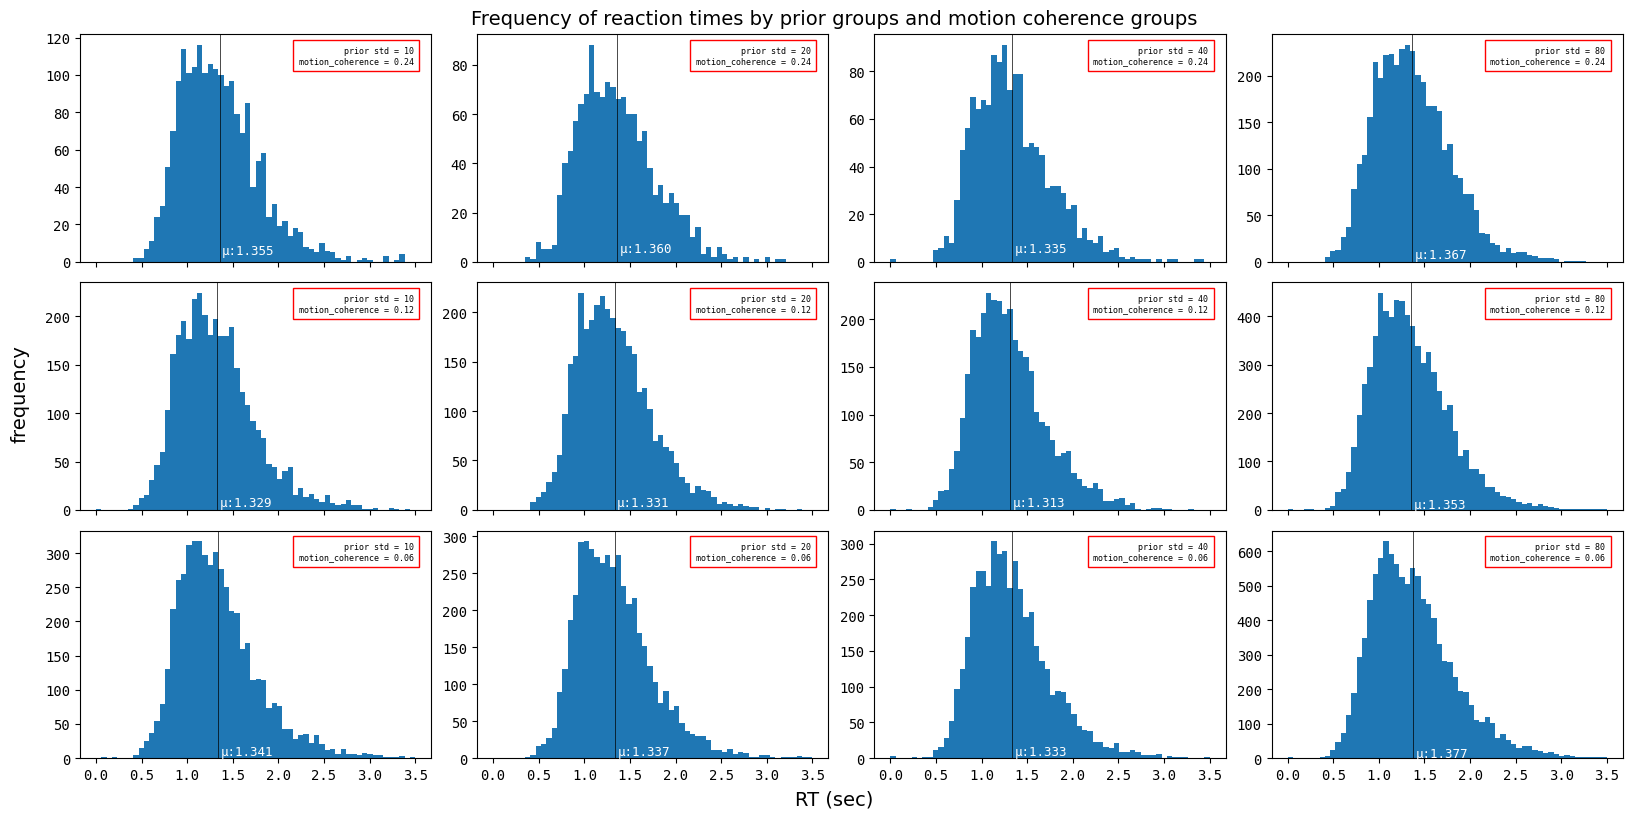 Frequency of reaction times by prior groups and motion coherence groups
120
100
80
60
40
20
0
prior std = 10
motion_coherence = 0.24
μ:1.355
80
60
40
20
0
prior std = 20
motion_coherence = 0.24
μ:1.360
80
60
40
20
0
prior std = 40
motion_coherence = 0.24
μ:1.335
200
150
100
50
0
prior std = 80
motion_coherence = 0.24
μ:1.367
frequency
200
150
100
50
0
prior std = 10
motion_coherence = 0.12
μ:1.329
200
150
100
50
0
prior std = 20
motion_coherence = 0.12
μ:1.331
200
150
100
50
0
prior std = 40
motion_coherence = 0.12
μ:1.313
400
300
200
100
0
prior std = 80
motion_coherence = 0.12
μ:1.353
300
250
200
150
100
50
0
prior std = 10
motion_coherence = 0.06
μ:1.341
0.0 0.5 1.0 1.5 2.0 2.5 3.0 3.5
300
250
200
150
100
50
0
prior std = 20
motion_coherence = 0.06
μ:1.337
0.0 0.5 1.0 1.5 2.0 2.5 3.0 3.5
300
250
200
150
100
50
0
prior std = 40
motion_coherence = 0.06
μ:1.333
0.0 0.5 1.0 1.5 2.0 2.5 3.0 3.5
600
500
400
300
200
100
0
prior std = 80
motion_coherence = 0.06
μ:1.377
0.0 0.5 1.0 1.5 2.0 2.5 3.0 3.5
RT (sec)